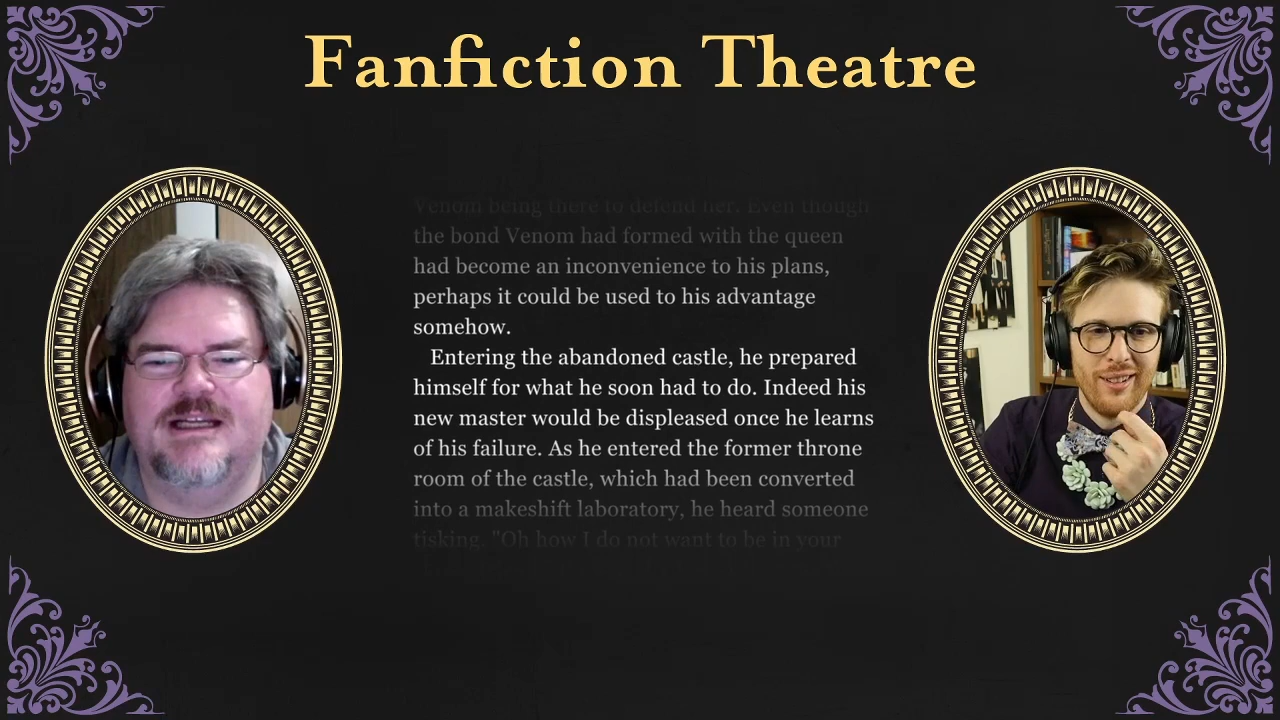 Fanfiction Theatre
Venom being there to defend her. Even though
the bond Venom had formed with the queen
had become an inconvenience to his plans,
perhaps it could be used to his advantage
somehow.
Entering the abandoned castle, he prepared
himself for what he soon had to do. Indeed his
new master would be displeased once he learns
of his failure. As he entered the former throne
room of the castle, which had been converted
into a makeshift laboratory, he heard someone
tisking. "Oh how I do not want to be in your